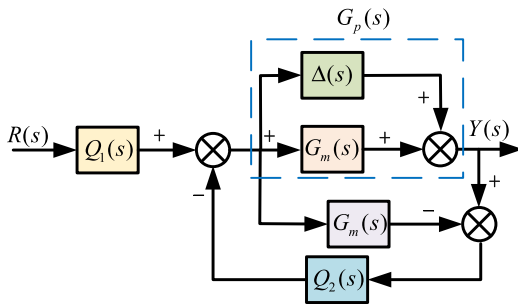 G_p(s)
Δ(s)
+
R(s)
Q_1(s)
+
+
G_m(s)
+
Y(s)
−
+
G_m(s)
−
Q_2(s)